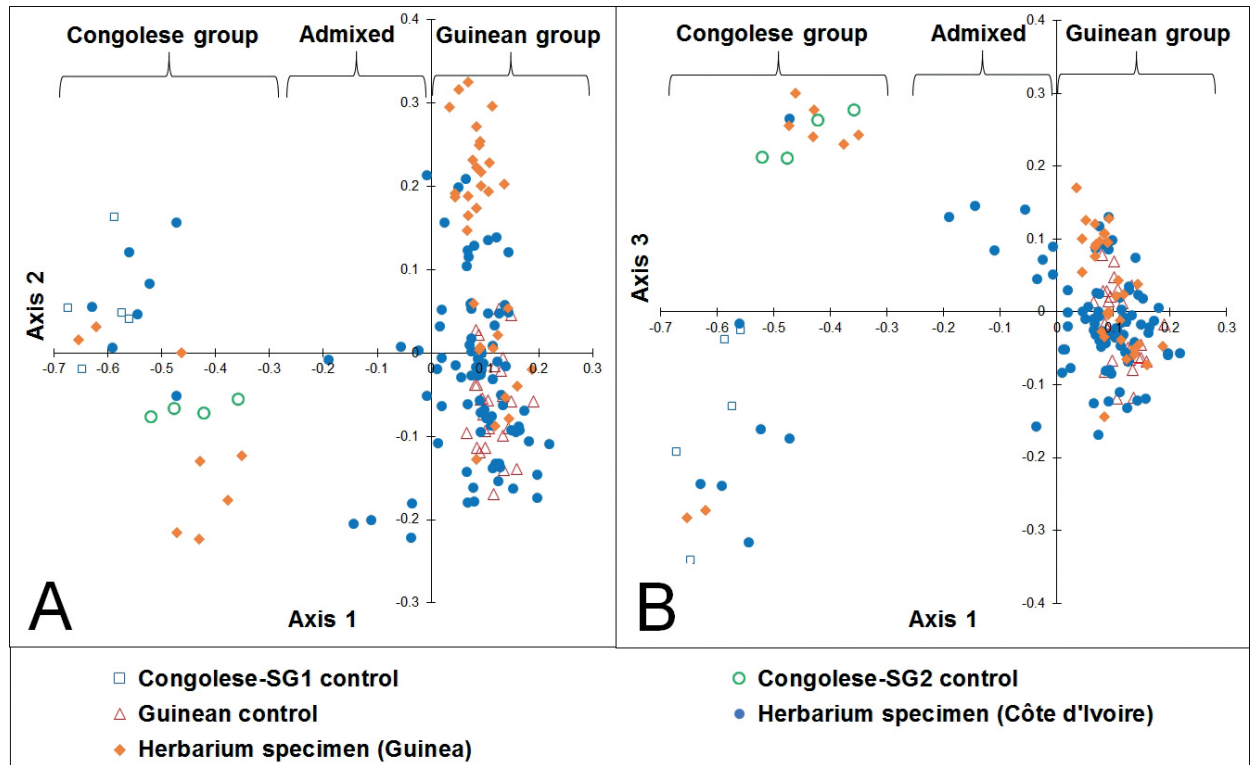 Congolese group Admixed Guinean group
0.4
0.3
0.2
0.1
0
-0.1
-0.2
-0.3
-0.7 -0.6 -0.5 -0.4 -0.3 -0.2 -0.1 0 0.1 0.2 0.3
Axis 2
Axis 1
A
Congolese group Admixed Guinean group
0.4
0.3
0.2
0.1
0
-0.1
-0.2
-0.3
-0.4
-0.7 -0.6 -0.5 -0.4 -0.3 -0.2 -0.1 0 0.1 0.2 0.3
Axis 3
Axis 1
B
Congolese-SG1 control
Guinean control
Herbarium specimen (Guinea)
Congolese-SG2 control
Herbarium specimen (Côte d'Ivoire)